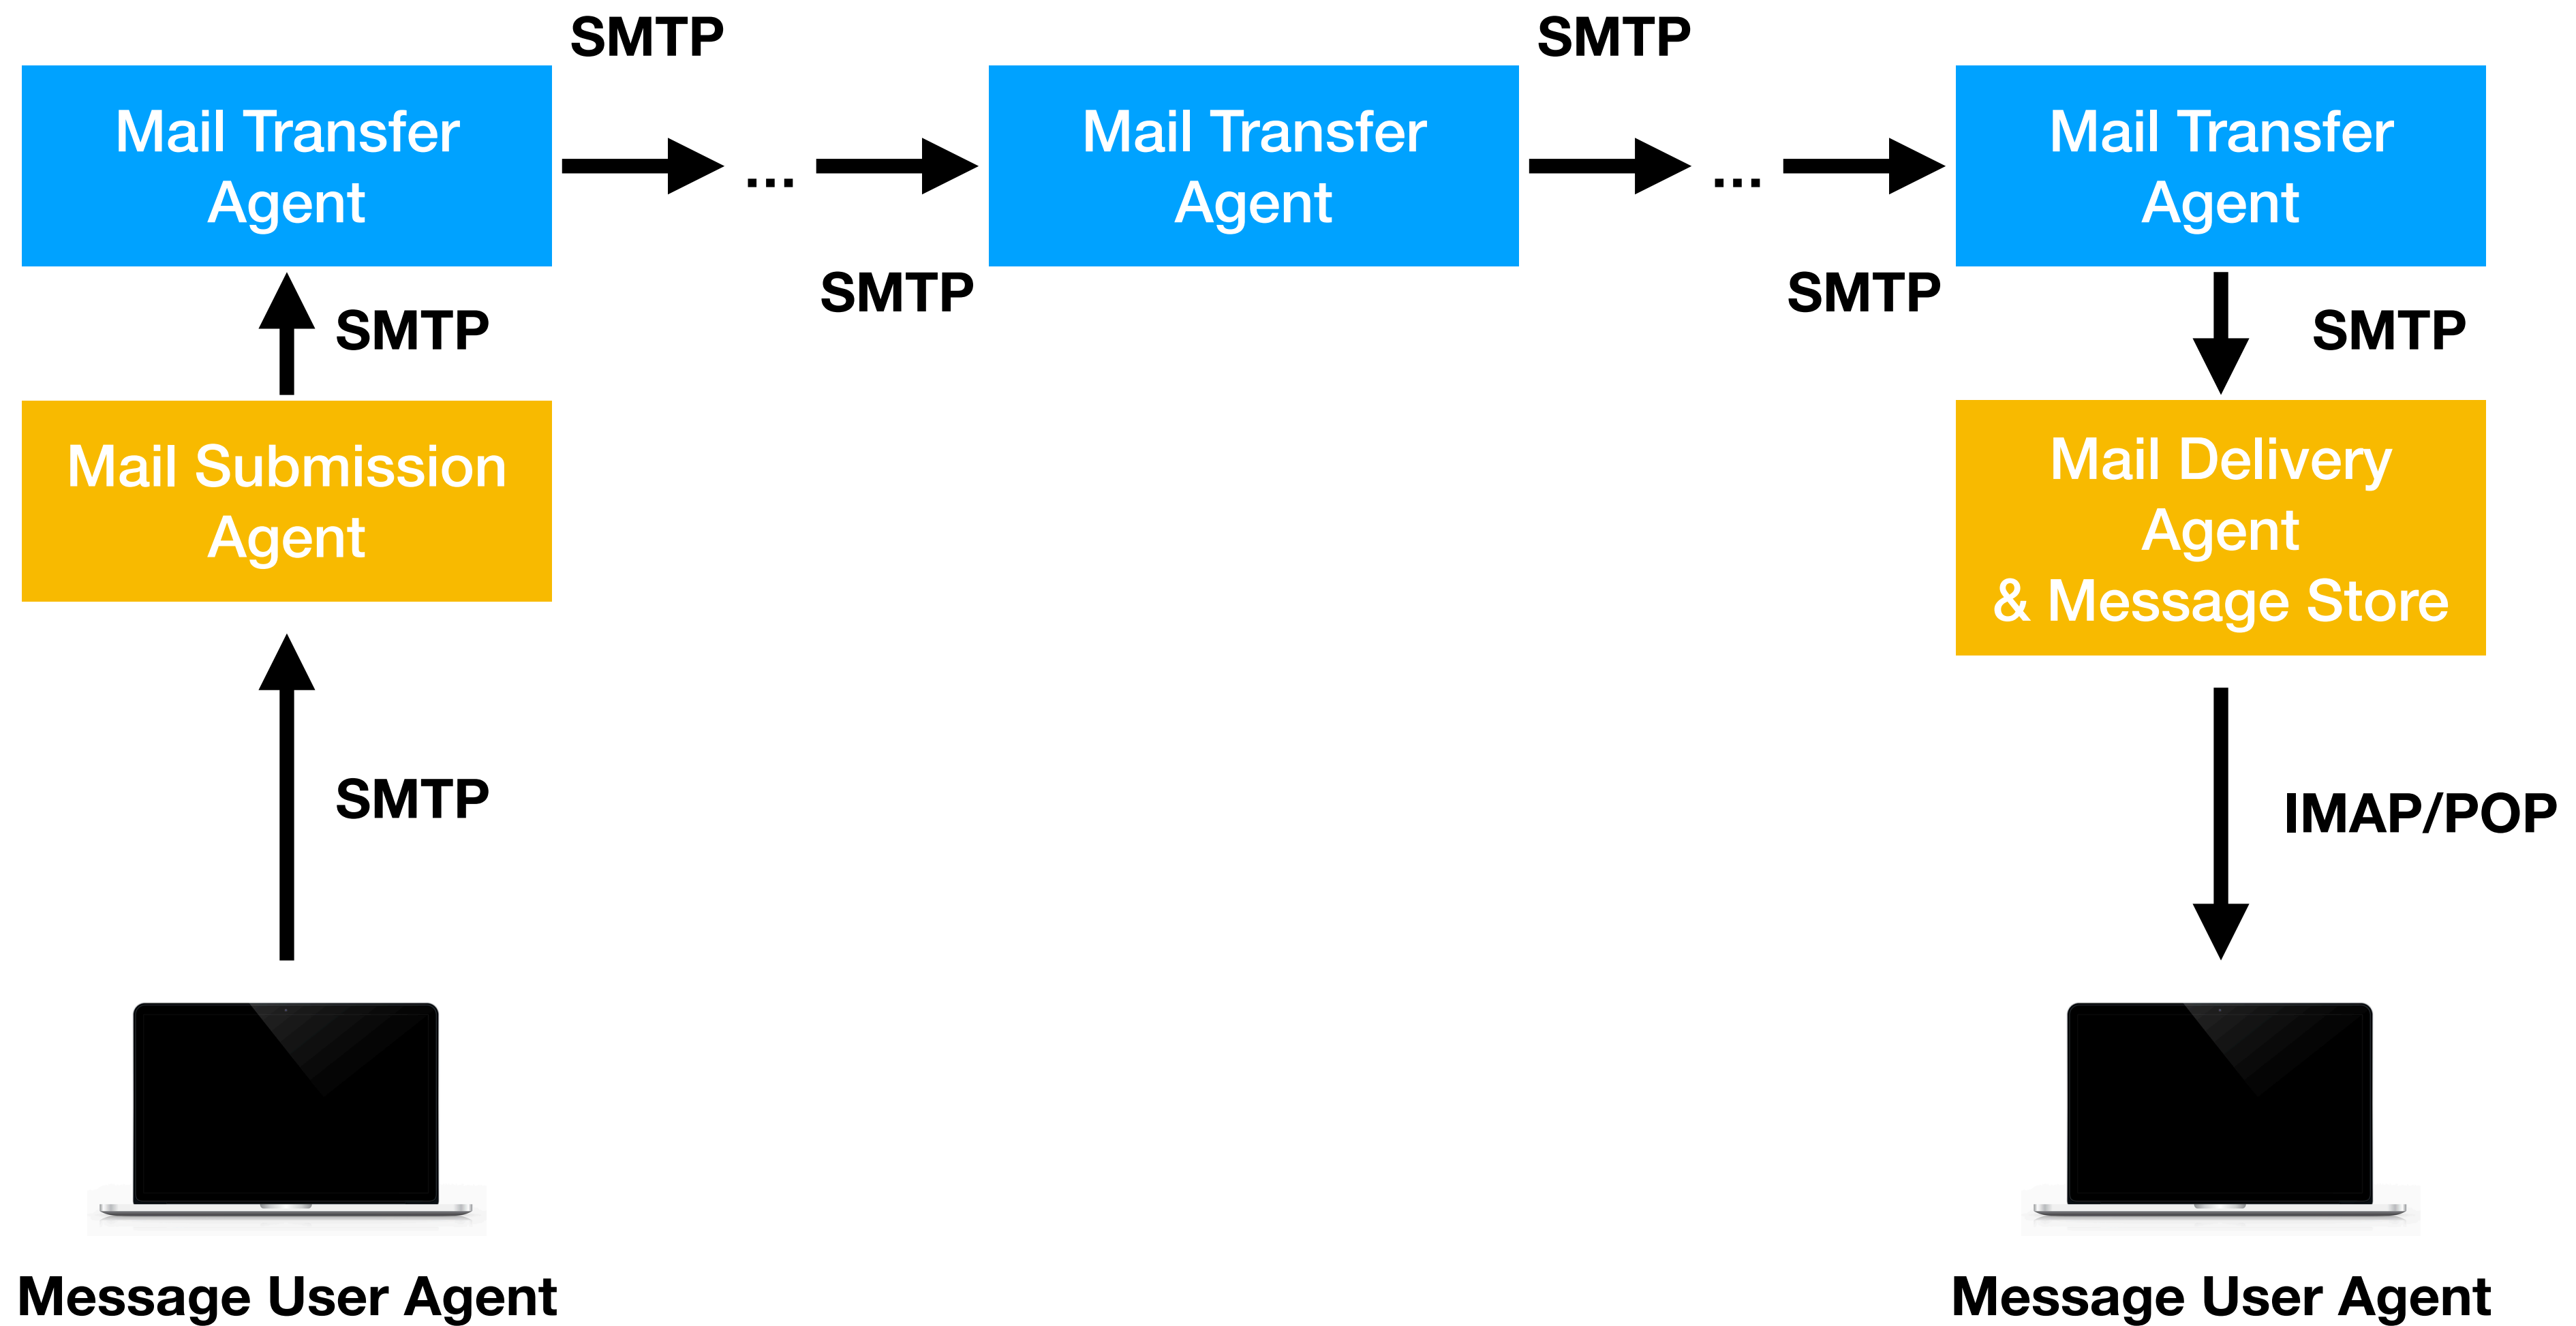 SMTP
SMTP
Mail Transfer
Agent
...
Mail Transfer
Agent
...
Mail Transfer
Agent
SMTP
SMTP
SMTP
SMTP
Mail Submission
Agent
Mail Delivery
Agent
& Message Store
SMTP
IMAP/POP
Message User Agent
Message User Agent